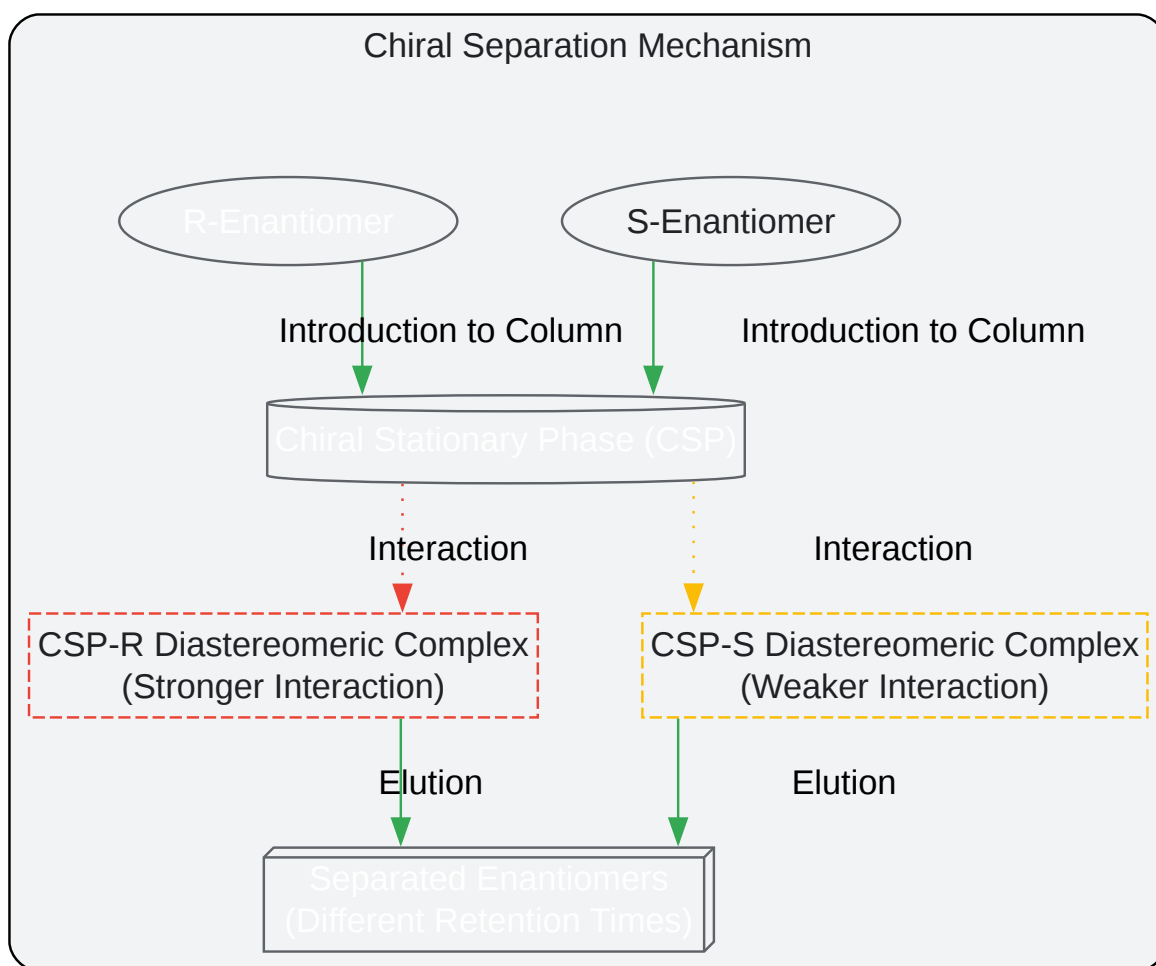 Chiral Separation Mechanism
R-Enantiomer
S-Enantiomer
Introduction to Column
Introduction to Column
Chiral Stationary Phase (CSP)
Interaction
Interaction
CSP-R Diastereomeric Complex
(Stronger Interaction)
CSP-S Diastereomeric Complex
(Weaker Interaction)
Elution
Elution
Separated Enantiomers
(Different Retention Times)